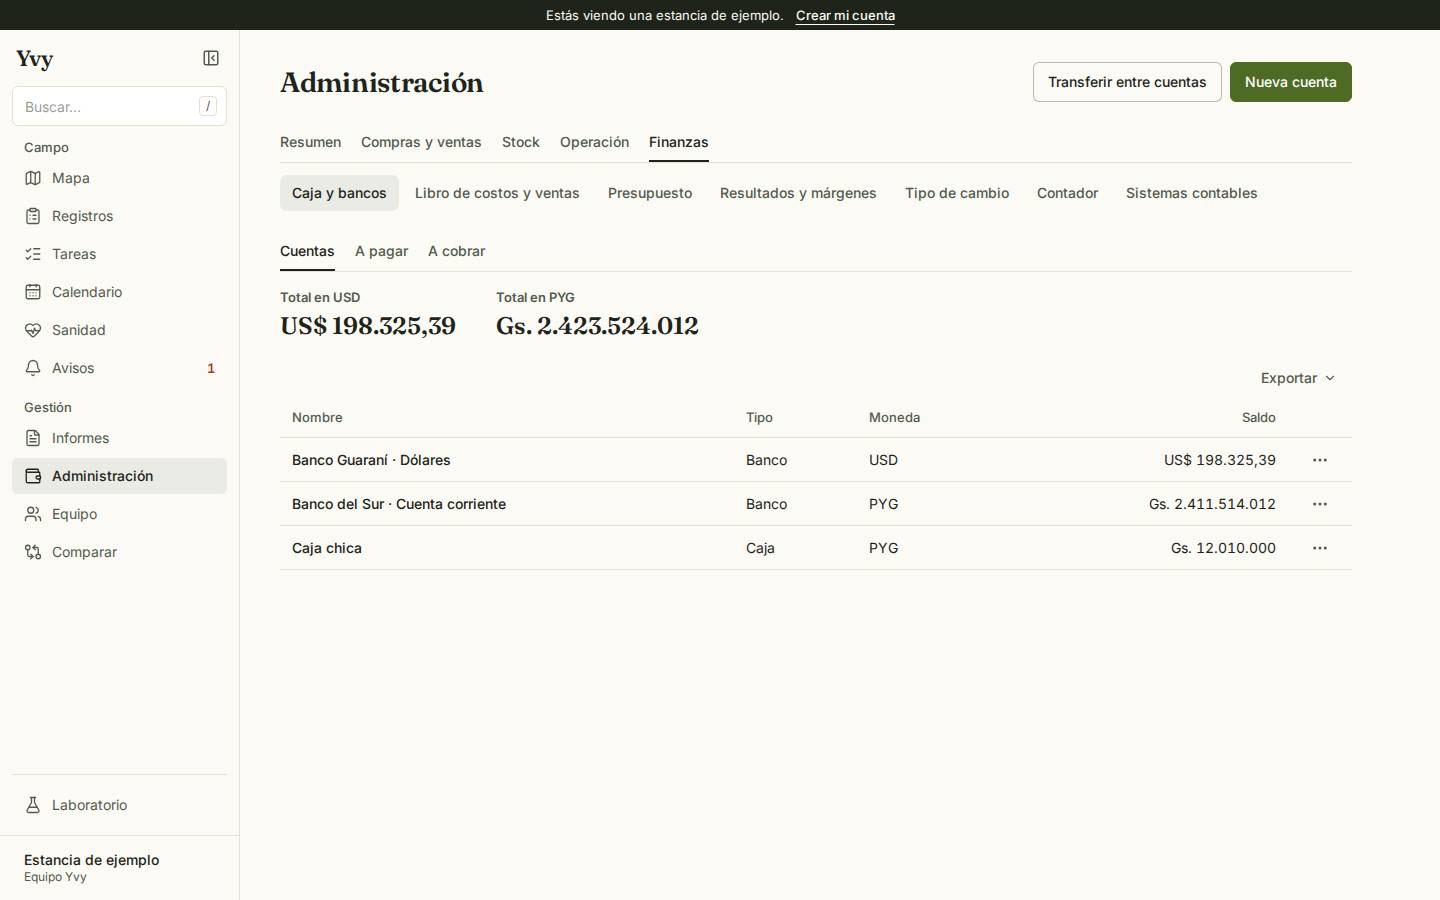 Estás viendo una estancia de ejemplo. Crear mi cuenta
Yvy
Buscar... /
Campo
Mapa
Registros
Tareas
Calendario
Sanidad
Avisos 1
Gestión
Informes
Administración
Equipo
Comparar
Laboratorio
Estancia de ejemplo
Equipo Yvy
Administración
Transferir entre cuentas
Nueva cuenta
Resumen Compras y ventas Stock Operación Finanzas
Caja y bancos Libro de costos y ventas Presupuesto Resultados y márgenes Tipo de cambio Contador Sistemas contables
Cuentas A pagar A cobrar
Total en USD Total en PYG
US$ 198.325,39 Gs. 2.423.524.012
Exportar
Nombre Tipo Moneda Saldo
Banco Guaraní · Dólares Banco USD US$ 198.325,39
Banco del Sur · Cuenta corriente Banco PYG Gs. 2.411.514.012
Caja chica Caja PYG Gs. 12.010.000